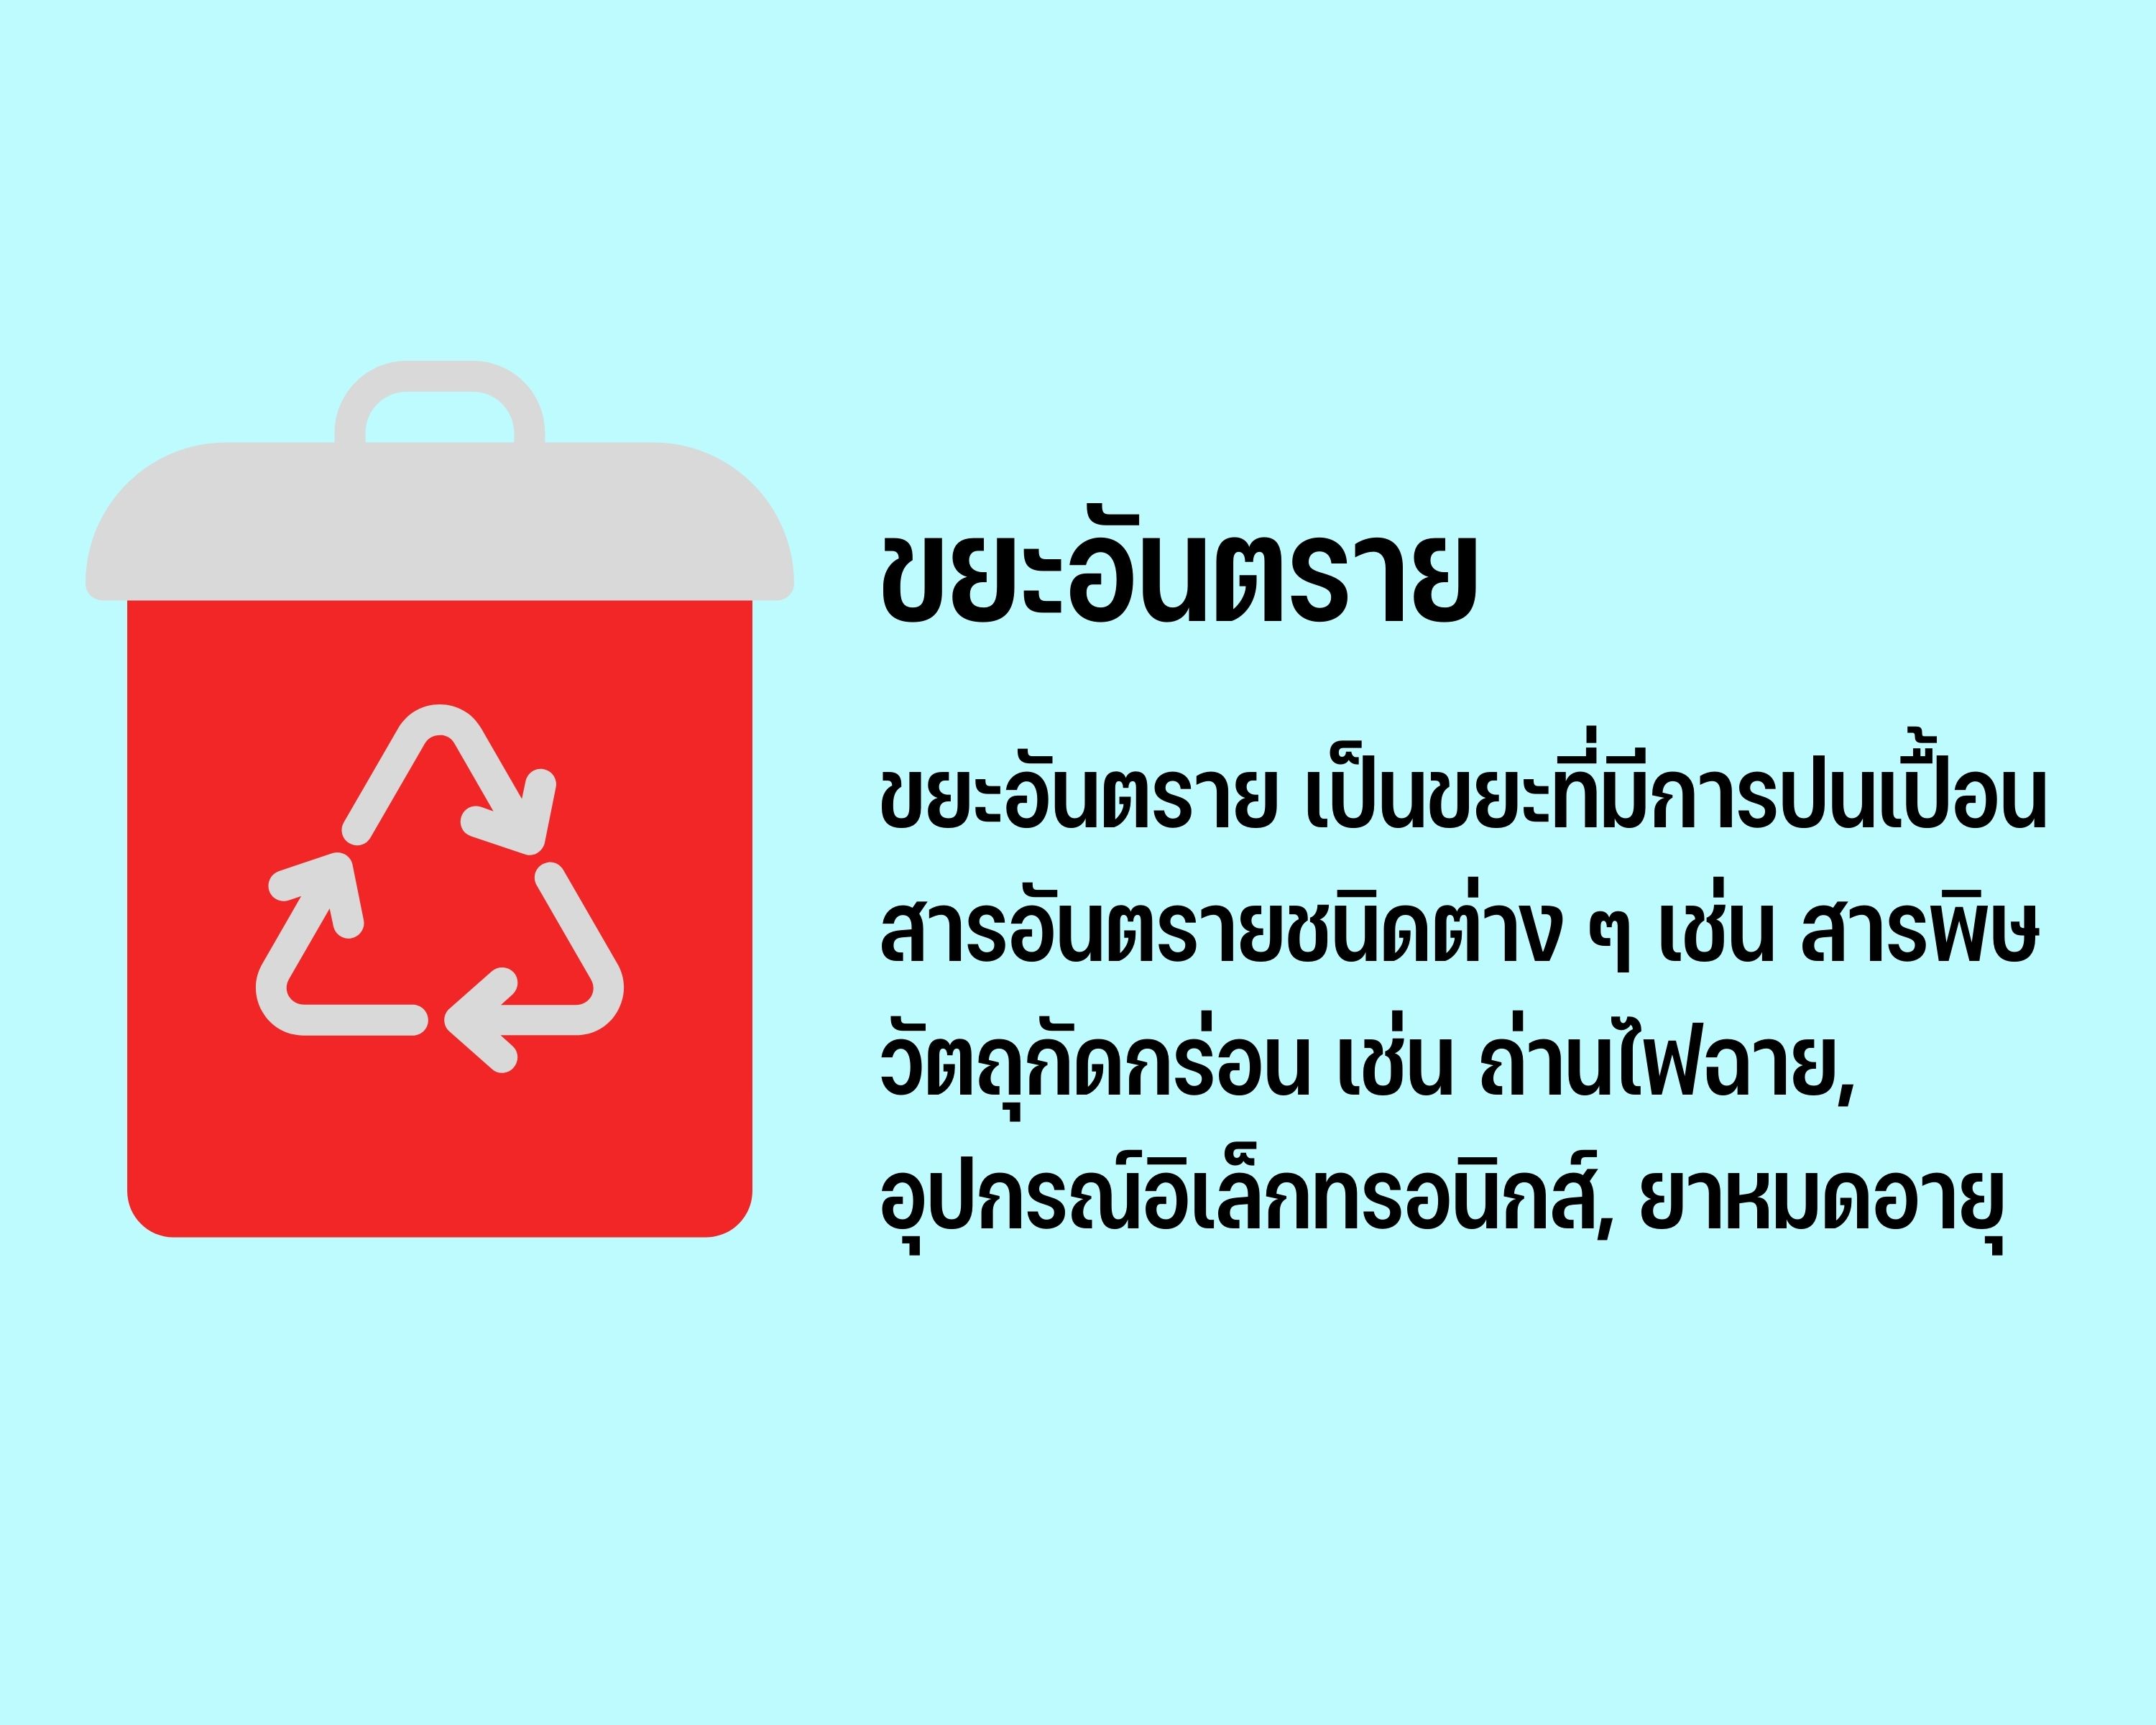 ขยะอันตราย
ขยะอันตราย เป็นขยะที่มีการปนเปื้อน
สารอันตรายชนิดต่าง ๆ เช่น สารพิษ
วัตถุกัดกร่อน เช่น ถ่านไฟฉาย,
อุปกรณ์อิเล็กทรอนิกส์, ยาหมดอายุ